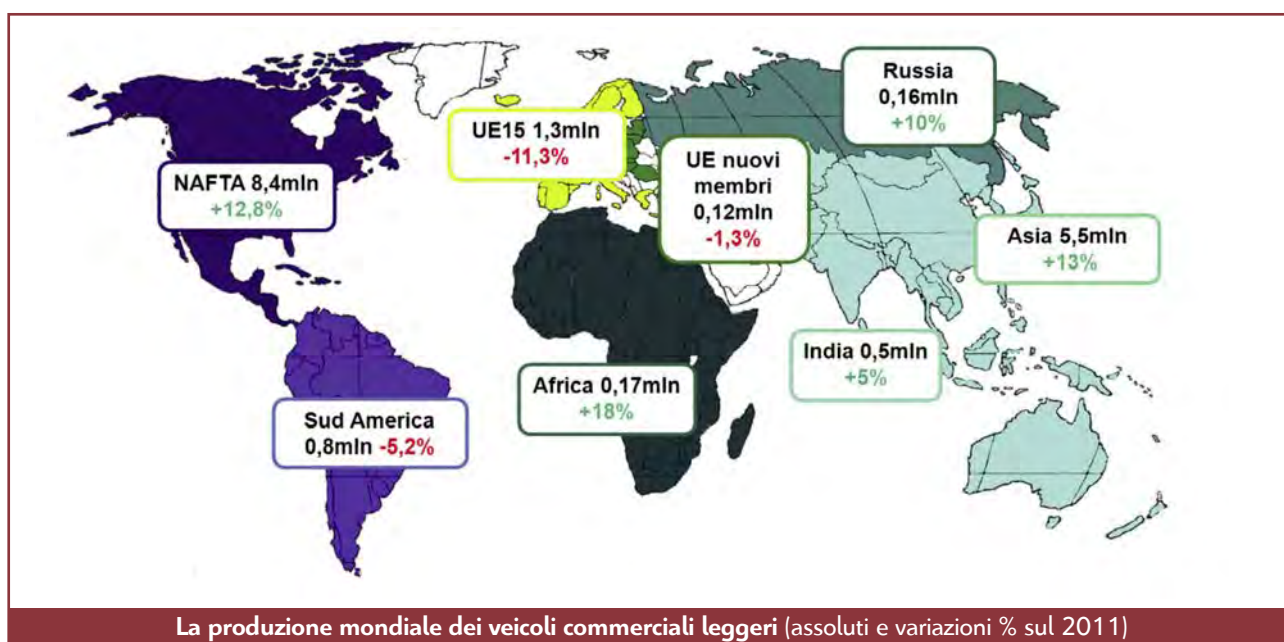 Russia
0,16mln
+10%
UE15 1,3mln
-11,3%
UE nuovi
membri
0,12mln
-1,3%
NAFTA 8,4mln
+12,8%
Asia 5,5mln
+13%
India 0,5mln
+5%
Africa 0,17mln
+18%
Sud America
0,8mln -5,2%
La produzione mondiale dei veicoli commerciali leggeri (assoluti e variazioni % sul 2011)